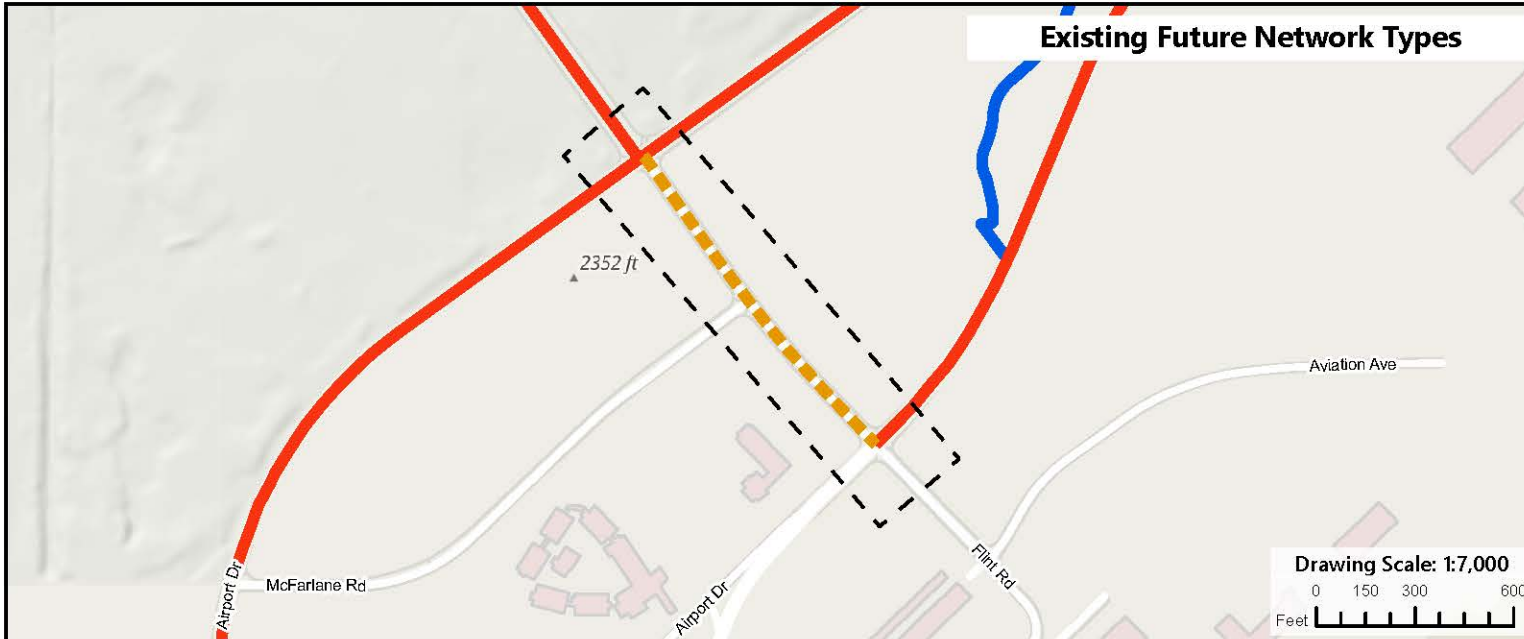 Existing Future Network Types
2352 ft
Aviation Ave
Airport Dr
McFarlane Rd
Airport Dr
Flint Rd
Drawing Scale: 1:7,000
0 150 300 600
Feet